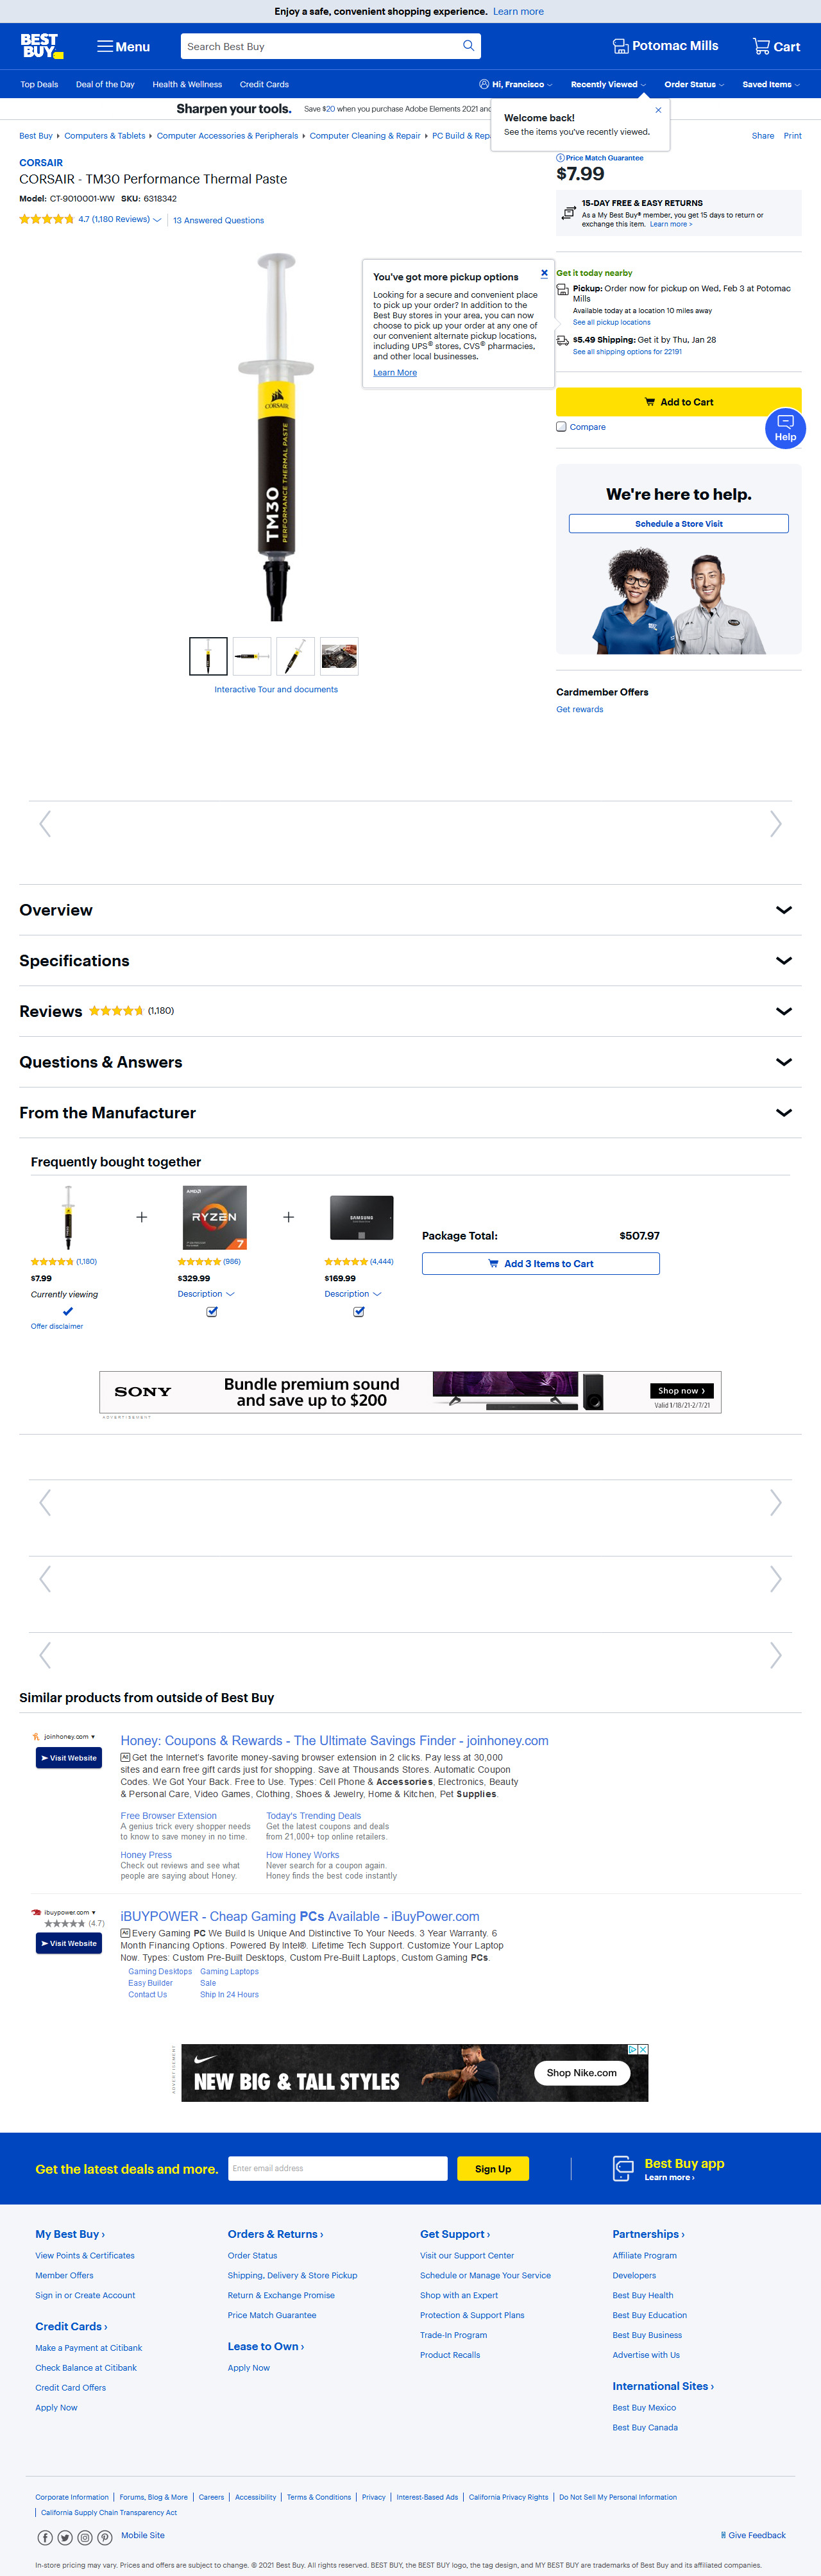 Enjoy a safe, convenient shopping experience. Learn more
BEST BUY
Menu
Search Best Buy
Potomac Mills
Cart
Top Deals
Deal of the Day
Health & Wellness
Credit Cards
Hi, Francisco
Recently Viewed
Order Status
Saved Items
Sharpen your tools.
Save $20 when you purchase Adobe Elements 2021 and
Welcome back!
See the items you've recently viewed.
Best Buy
Computers & Tablets
Computer Accessories & Peripherals
Computer Cleaning & Repair
PC Build & Rep
Share
Print
CORSAIR
CORSAIR - TM30 Performance Thermal Paste
Model: CT-9010001-WW SKU: 6318342
4.7 (1,180 Reviews)
13 Answered Questions
Price Match Guarantee
$7.99
15-DAY FREE & EASY RETURNS
As a My Best Buy® member, you get 15 days to return or
exchange this item. Learn more >
CORSAIR
TM30
PERFORMANCE THERMAL PASTE
You've got more pickup options
Looking for a secure and convenient place
to pick up your order? In addition to the
Best Buy stores in your area, you can now
choose to pick up your order at any one of
our convenient alternate pickup locations,
including UPS® stores, CVS® pharmacies,
and other local businesses.
Learn More
Get it today nearby
Pickup: Order now for pickup on Wed, Feb 3 at Potomac
Mills
Available today at a location 10 miles away
See all pickup locations
$5.49 Shipping: Get it by Thu, Jan 28
See all shipping options for 22191
Add to Cart
Compare
Help
We're here to help.
Schedule a Store Visit
Interactive Tour and documents
Cardmember Offers
Get rewards
Overview
Specifications
Reviews (1,180)
Questions & Answers
From the Manufacturer
Frequently bought together
AMD
RYZEN
7
SAMSUNG
(1,180)
$7.99
Currently viewing
Offer disclaimer
(986)
$329.99
Description
(4,444)
$169.99
Description
Package Total: $507.97
Add 3 Items to Cart
SONY
Bundle premium sound
and save up to $200
Shop now
Valid 1/18/21-2/7/21
ADVERTISEMENT
Similar products from outside of Best Buy
joinhoney.com
Visit Website
Honey: Coupons & Rewards - The Ultimate Savings Finder - joinhoney.com
Ad Get the Internet's favorite money-saving browser extension in 2 clicks. Pay less at 30,000
sites and earn free gift cards just for shopping. Save at Thousands Stores. Automatic Coupon
Codes. We Got Your Back. Free to Use. Types: Cell Phone & Accessories, Electronics, Beauty
& Personal Care, Video Games, Clothing, Shoes & Jewelry, Home & Kitchen, Pet Supplies.
Free Browser Extension
A genius trick every shopper needs
to know to save money in no time.
Today's Trending Deals
Get the latest coupons and deals
from 21,000+ top online retailers.
Honey Press
Check out reviews and see what
people are saying about Honey.
How Honey Works
Never search for a coupon again.
Honey finds the best code instantly
ibuypower.com
(4.7)
Visit Website
iBUYPOWER - Cheap Gaming PCs Available - iBuyPower.com
Ad Every Gaming PC We Build Is Unique And Distinctive To Your Needs. 3 Year Warranty. 6
Month Financing Options. Powered By Intel®. Lifetime Tech Support. Customize Your Laptop
Now. Types: Custom Pre-Built Desktops, Custom Pre-Built Laptops, Custom Gaming PCs.
Gaming Desktops
Gaming Laptops
Easy Builder
Sale
Contact Us
Ship In 24 Hours
ADVERTISEMENT
NEW BIG & TALL STYLES
Shop Nike.com
Get the latest deals and more.
Enter email address
Sign Up
Best Buy app
Learn more ›
My Best Buy ›
View Points & Certificates
Member Offers
Sign in or Create Account
Credit Cards ›
Make a Payment at Citibank
Check Balance at Citibank
Credit Card Offers
Apply Now
Orders & Returns ›
Order Status
Shipping, Delivery & Store Pickup
Return & Exchange Promise
Price Match Guarantee
Lease to Own ›
Apply Now
Get Support ›
Visit our Support Center
Schedule or Manage Your Service
Shop with an Expert
Protection & Support Plans
Trade-In Program
Product Recalls
Partnerships ›
Affiliate Program
Developers
Best Buy Health
Best Buy Education
Best Buy Business
Advertise with Us
International Sites ›
Best Buy Mexico
Best Buy Canada
Corporate Information
Forums, Blog & More
Careers
Accessibility
Terms & Conditions
Privacy
Interest-Based Ads
California Privacy Rights
Do Not Sell My Personal Information
California Supply Chain Transparency Act
Mobile Site
Give Feedback
In-store pricing may vary. Prices and offers are subject to change. © 2021 Best Buy. All rights reserved. BEST BUY, the BEST BUY logo, the tag design, and MY BEST BUY are trademarks of Best Buy and its affiliated companies.